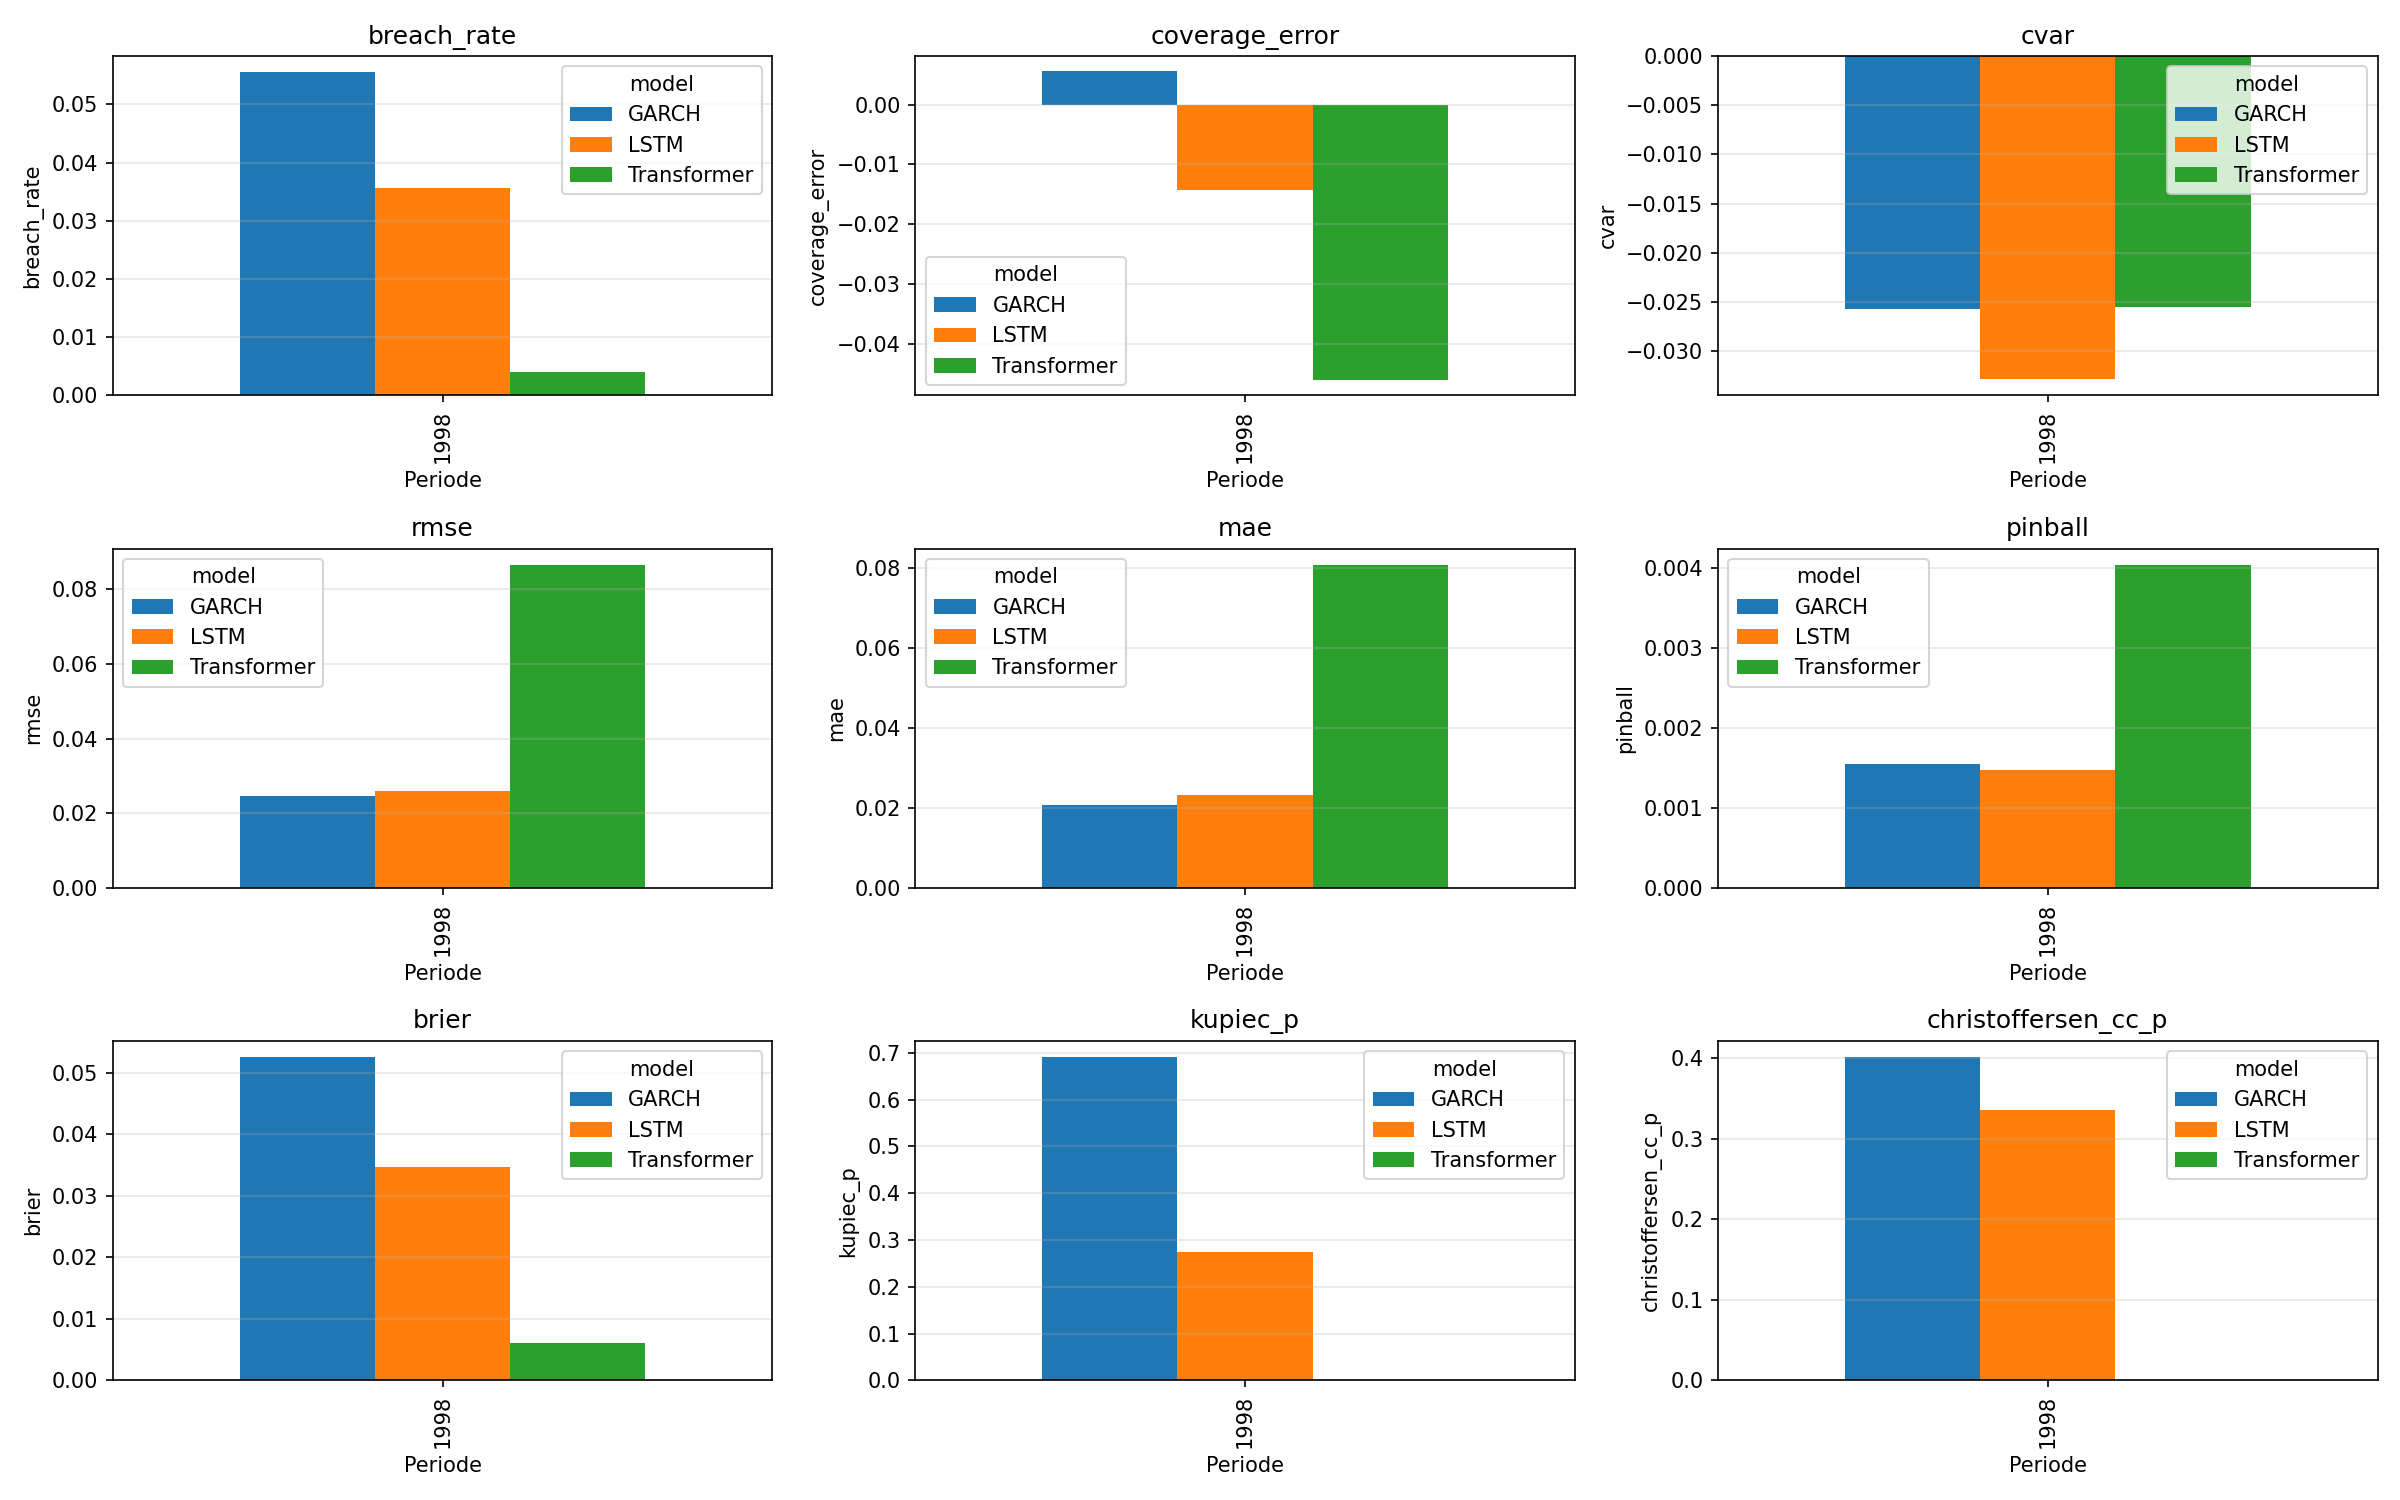 breach_rate
breach_rate
0.05
0.04
0.03
0.02
0.01
0.00
model
GARCH
LSTM
Transformer
1998
Periode
coverage_error
coverage_error
0.00
−0.01
−0.02
−0.03
−0.04
model
GARCH
LSTM
Transformer
1998
Periode
cvar
cvar
0.000
−0.005
−0.010
−0.015
−0.020
−0.025
−0.030
model
GARCH
LSTM
Transformer
1998
Periode
rmse
rmse
0.08
0.06
0.04
0.02
0.00
model
GARCH
LSTM
Transformer
1998
Periode
mae
mae
0.08
0.06
0.04
0.02
0.00
model
GARCH
LSTM
Transformer
1998
Periode
pinball
pinball
0.004
0.003
0.002
0.001
0.000
model
GARCH
LSTM
Transformer
1998
Periode
brier
brier
0.05
0.04
0.03
0.02
0.01
0.00
model
GARCH
LSTM
Transformer
1998
Periode
kupiec_p
kupiec_p
0.7
0.6
0.5
0.4
0.3
0.2
0.1
0.0
model
GARCH
LSTM
Transformer
1998
Periode
christoffersen_cc_p
christoffersen_cc_p
0.4
0.3
0.2
0.1
0.0
model
GARCH
LSTM
Transformer
1998
Periode